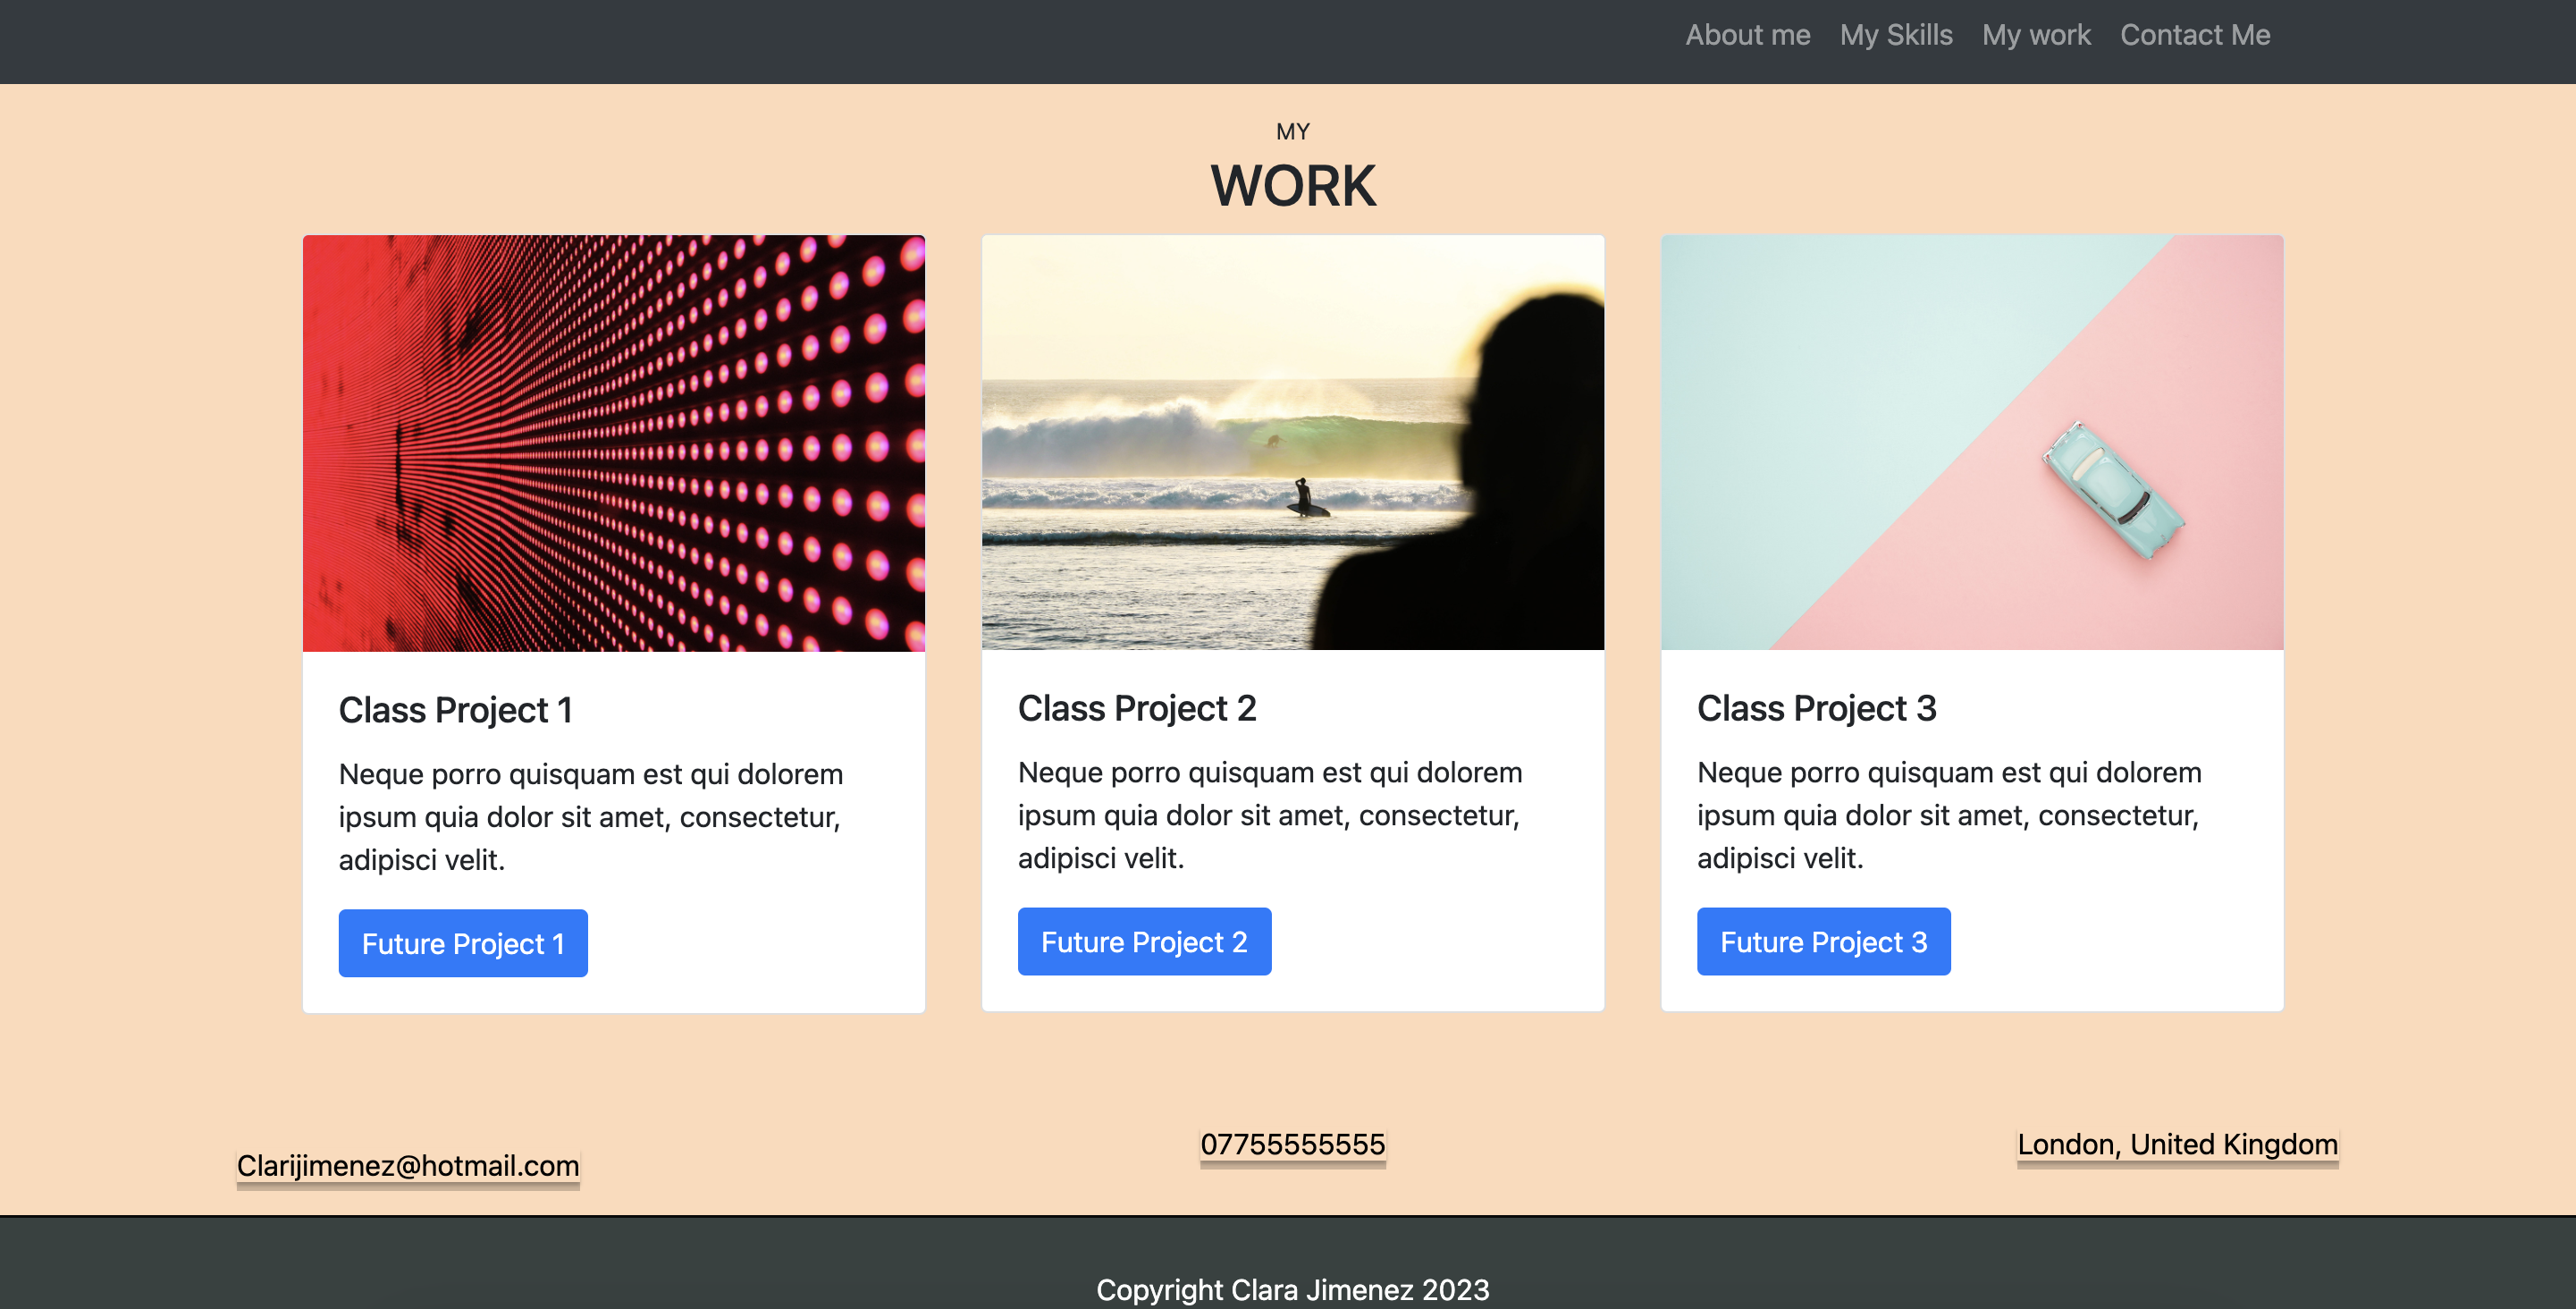 About me My Skills My work Contact Me
MY
WORK
Class Project 1
Neque porro quisquam est qui dolorem
ipsum quia dolor sit amet, consectetur,
adipisci velit.
Future Project 1
Class Project 2
Neque porro quisquam est qui dolorem
ipsum quia dolor sit amet, consectetur,
adipisci velit.
Future Project 2
Class Project 3
Neque porro quisquam est qui dolorem
ipsum quia dolor sit amet, consectetur,
adipisci velit.
Future Project 3
Clarijimenez@hotmail.com
07755555555
London, United Kingdom
Copyright Clara Jimenez 2023